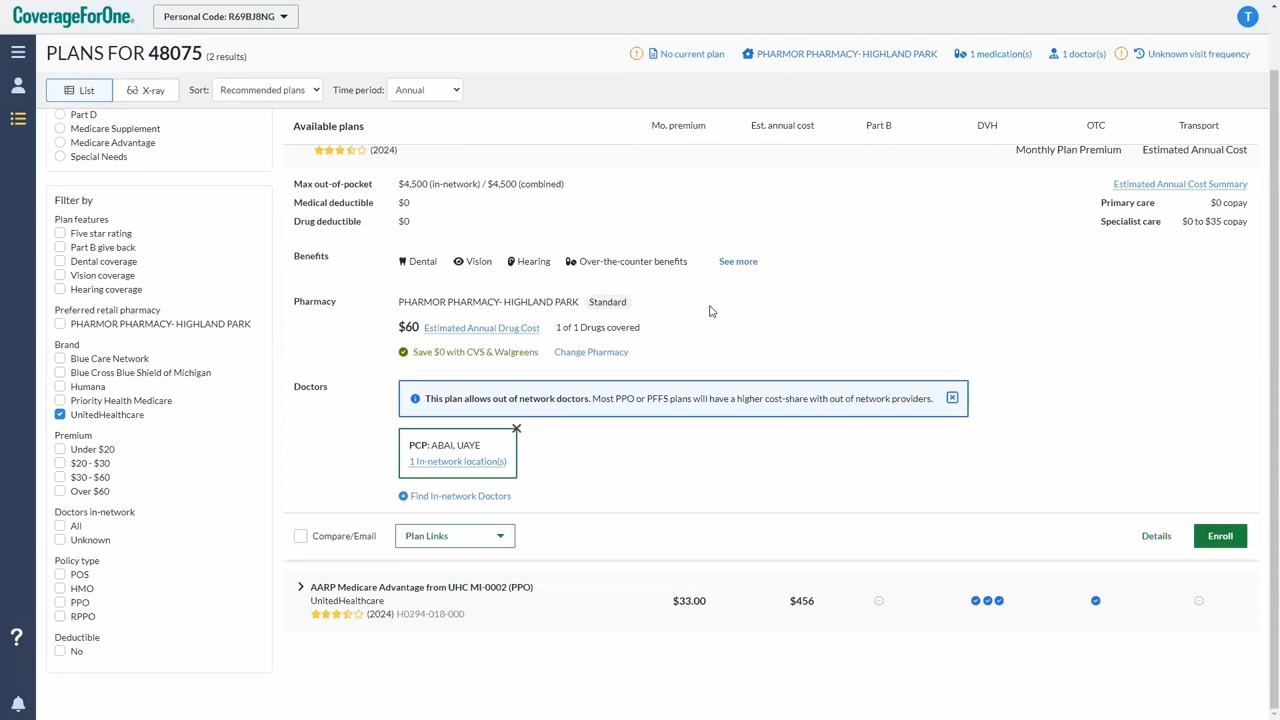 CoverageForOne
Personal Code: R69BJ8NG
T
PLANS FOR 48075 (2 results)
No current plan
PHARMOR PHARMACY- HIGHLAND PARK
1 medication(s)
1 doctor(s)
Unknown visit frequency
List
X-ray
Sort: Recommended plans
Time period: Annual
Part D
Medicare Supplement
Medicare Advantage
Special Needs
Filter by
Plan features
Five star rating
Part B give back
Dental coverage
Vision coverage
Hearing coverage
Preferred retail pharmacy
PHARMOR PHARMACY- HIGHLAND PARK
Brand
Blue Care Network
Blue Cross Blue Shield of Michigan
Humana
Priority Health Medicare
UnitedHealthcare
Premium
Under $20
$20 - $30
$30 - $60
Over $60
Doctors in-network
All
Unknown
Policy type
POS
HMO
PPO
RPPO
Deductible
No
Available plans Mo. premium Est. annual cost Part B DVH OTC Transport
(2024) Monthly Plan Premium Estimated Annual Cost
Max out-of-pocket $4,500 (in-network) / $4,500 (combined) Estimated Annual Cost Summary
Medical deductible $0 Primary care $0 copay
Drug deductible $0 Specialist care $0 to $35 copay
Benefits Dental Vision Hearing Over-the-counter benefits See more
Pharmacy PHARMOR PHARMACY- HIGHLAND PARK Standard
$60 Estimated Annual Drug Cost 1 of 1 Drugs covered
Save $0 with CVS & Walgreens Change Pharmacy
Doctors This plan allows out of network doctors. Most PPO or PFFS plans will have a higher cost-share with out of network providers.
PCP: ABAI, UAYE
1 In-network location(s)
Find In-network Doctors
Compare/Email Plan Links Details Enroll
AARP Medicare Advantage from UHC MI-0002 (PPO)
UnitedHealthcare $33.00 $456
(2024) H0294-018-000
?